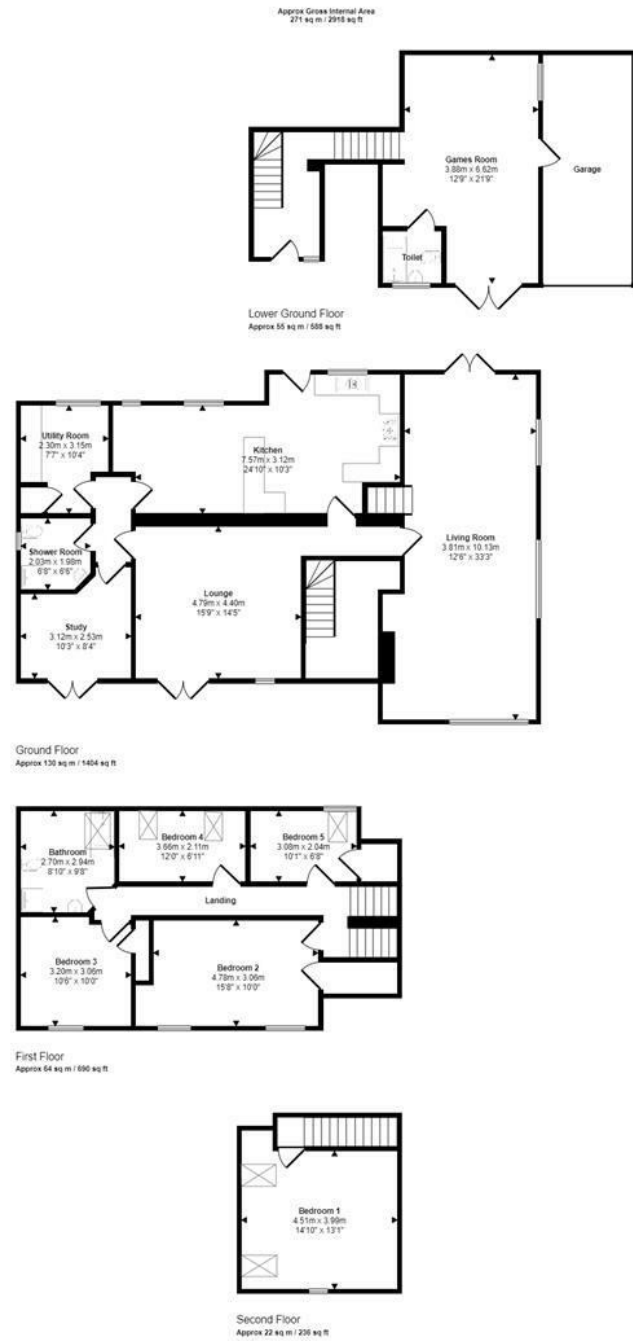 Approx Gross Internal Area
271 sq m / 2918 sq ft
Games Room
3.88m x 6.62m
12'9" x 21'9"
Garage
Toilet
Lower Ground Floor
Approx 55 sq m / 588 sq ft
Utility Room
2.30m x 3.15m
7'7" x 10'4"
Kitchen
7.57m x 3.12m
24'10" x 10'3"
Shower Room
2.03m x 1.98m
6'8" x 6'6"
Living Room
3.81m x 10.13m
12'6" x 33'3"
Lounge
4.79m x 4.40m
15'9" x 14'5"
Study
3.12m x 2.53m
10'3" x 8'4"
Ground Floor
Approx 130 sq m / 1404 sq ft
Bathroom
2.70m x 2.94m
8'10" x 9'8"
Bedroom 4
3.66m x 2.11m
12'0" x 6'11"
Bedroom 5
3.08m x 2.04m
10'1" x 6'8"
Landing
Bedroom 3
3.20m x 3.06m
10'6" x 10'0"
Bedroom 2
4.78m x 3.06m
15'8" x 10'0"
First Floor
Approx 64 sq m / 690 sq ft
Bedroom 1
4.51m x 3.99m
14'10" x 13'1"
Second Floor
Approx 22 sq m / 236 sq ft